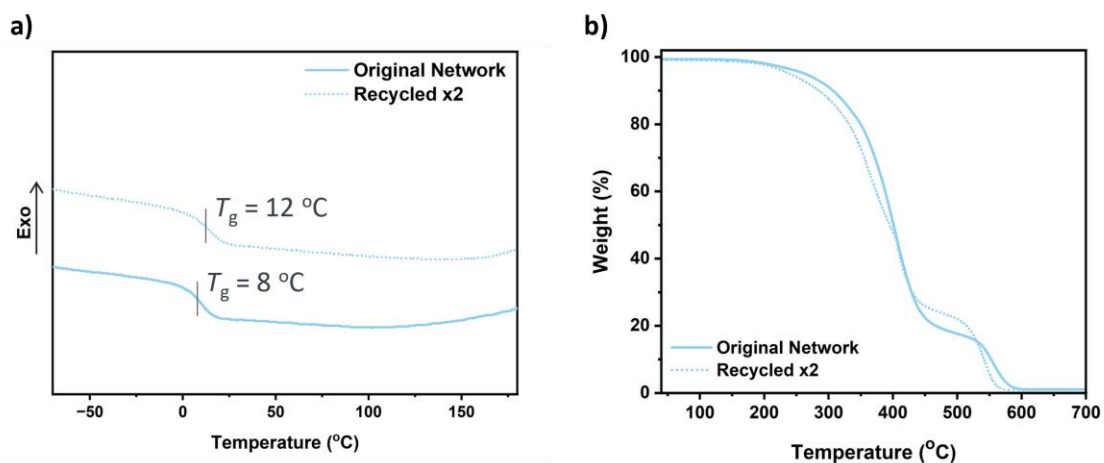 a)
Original Network
Recycled x2
Exo
Tg = 12 °C
Tg = 8 °C
−50 0 50 100 150
Temperature (°C)
b)
100
80
60
40
20
0
Weight (%)
Original Network
Recycled x2
100 200 300 400 500 600 700
Temperature (°C)